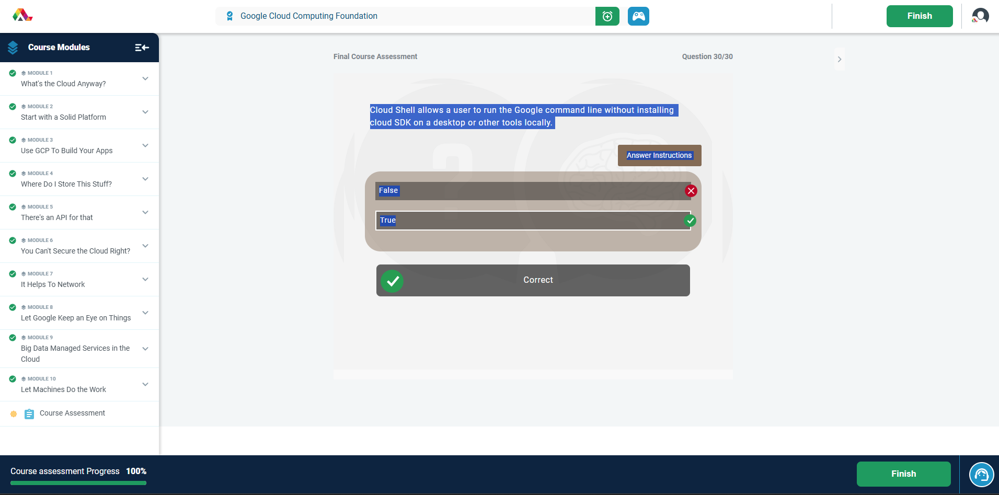 Google Cloud Computing Foundation
Finish
Course Modules
MODULE 1
What's the Cloud Anyway?
MODULE 2
Start with a Solid Platform
MODULE 3
Use GCP To Build Your Apps
MODULE 4
Where Do I Store This Stuff?
MODULE 5
There's an API for that
MODULE 6
You Can't Secure the Cloud Right?
MODULE 7
It Helps To Network
MODULE 8
Let Google Keep an Eye on Things
MODULE 9
Big Data Managed Services in the
Cloud
MODULE 10
Let Machines Do the Work
Course Assessment
Final Course Assessment
Question 30/30
Cloud Shell allows a user to run the Google command line without installing
cloud SDK on a desktop or other tools locally.
Answer Instructions
False
True
Correct
Course assessment Progress 100%
Finish